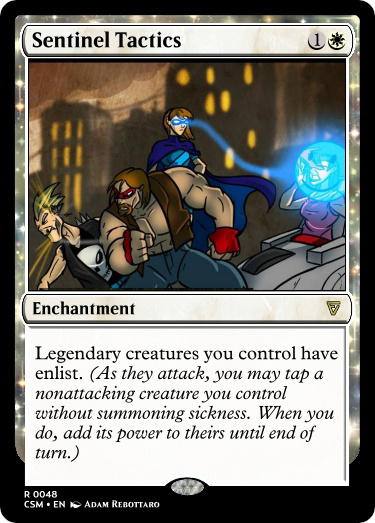 Sentinel Tactics 1
Enchantment
Legendary creatures you control have
enlist. (As they attack, you may tap a
nonattacking creature you control
without summoning sickness. When you
do, add its power to theirs until end of
turn.)
R 0048
CSM • EN Adam Rebottaro